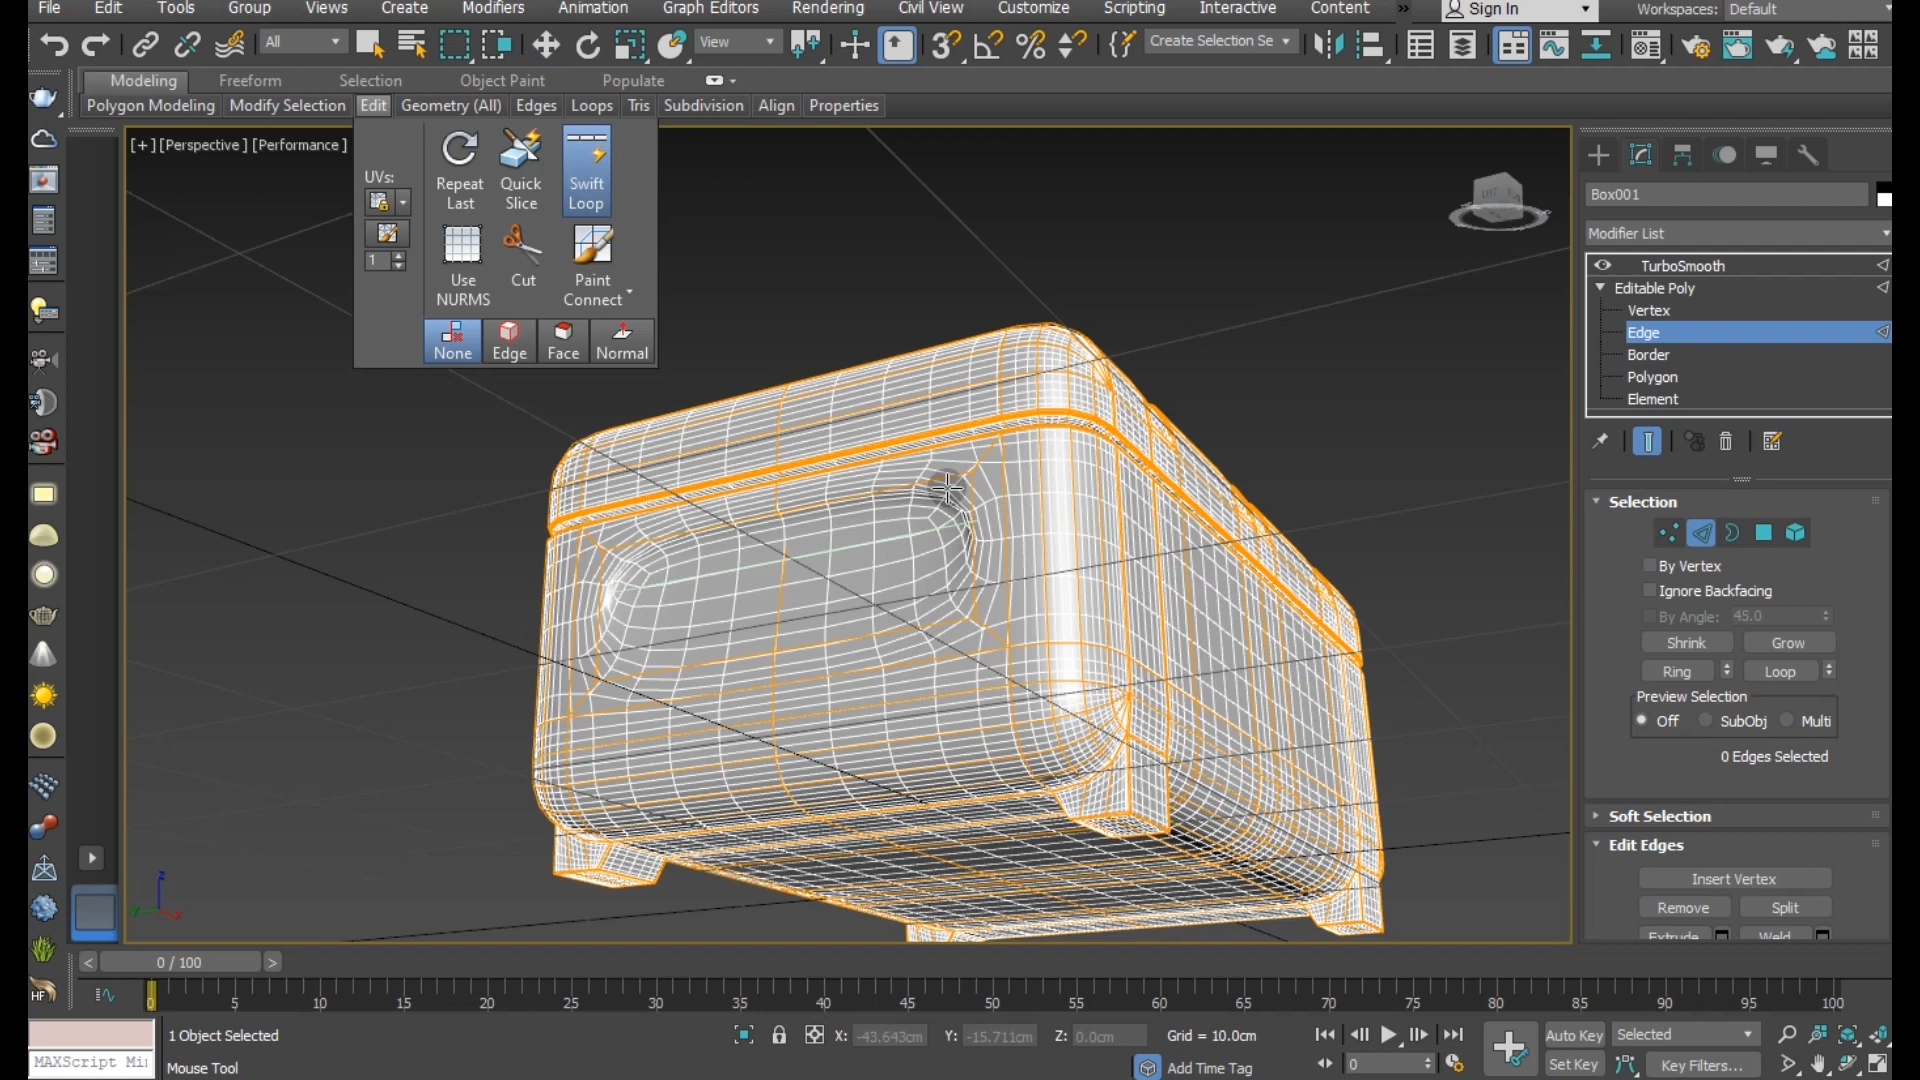 File Edit Tools Group Views Create Modifiers Animation Graph Editors Rendering Civil View Customize Scripting Interactive Content » Sign In Workspaces: Default
All View Create Selection Se
Modeling Freeform Selection Object Paint Populate
Polygon Modeling Modify Selection Edit Geometry (All) Edges Loops Tris Subdivision Align Properties
[+] [Perspective] [Performance]
UVs:
1
Repeat Last
Quick Slice
Swift Loop
Use NURMS
Cut
Paint Connect
None Edge Face Normal
Box001
Modifier List
TurboSmooth
Editable Poly
Vertex
Edge
Border
Polygon
Element
Selection
By Vertex
Ignore Backfacing
By Angle: 45.0
Shrink Grow
Ring Loop
Preview Selection
Off SubObj Multi
0 Edges Selected
Soft Selection
Edit Edges
Insert Vertex
Remove Split
Extrude Weld
z
x
y
HF
< 0 / 100 >
0 5 10 15 20 25 30 35 40 45 50 55 60 65 70 75 80 85 90 95 100
1 Object Selected X: -43.643cm Y: -15.711cm Z: 0.0cm Grid = 10.0cm Auto Key Selected
MAXScript Mi
Mouse Tool Add Time Tag 0 Set Key Key Filters...